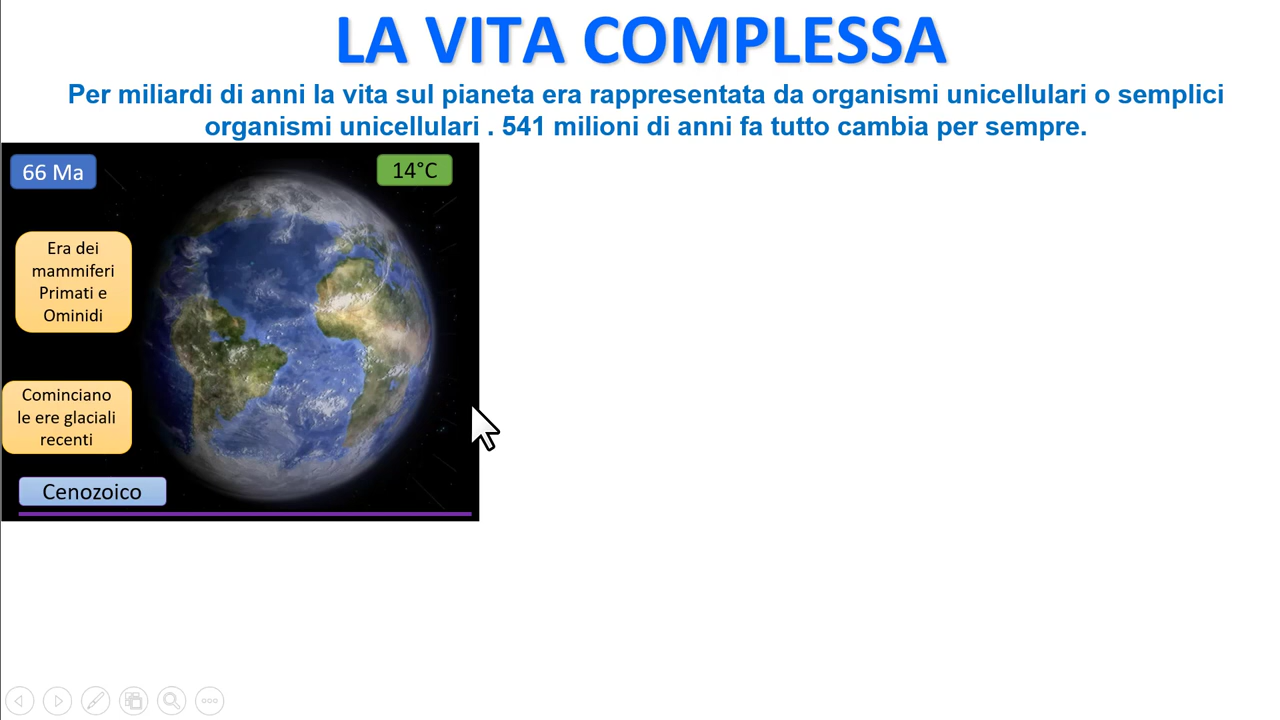 LA VITA COMPLESSA
Per miliardi di anni la vita sul pianeta era rappresentata da organismi unicellulari o semplici
organismi unicellulari . 541 milioni di anni fa tutto cambia per sempre.
66 Ma
14°C
Era dei
mammiferi
Primati e
Ominidi
Cominciano
le ere glaciali
recenti
Cenozoico